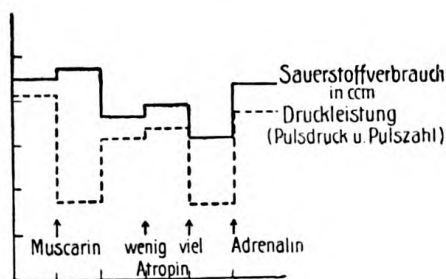 Sauerstoffverbrauch
in ccm
Druckleistung
(Pulsdruck u. Pulszahl)
Muscarin wenig viel Adrenalin
Atropin